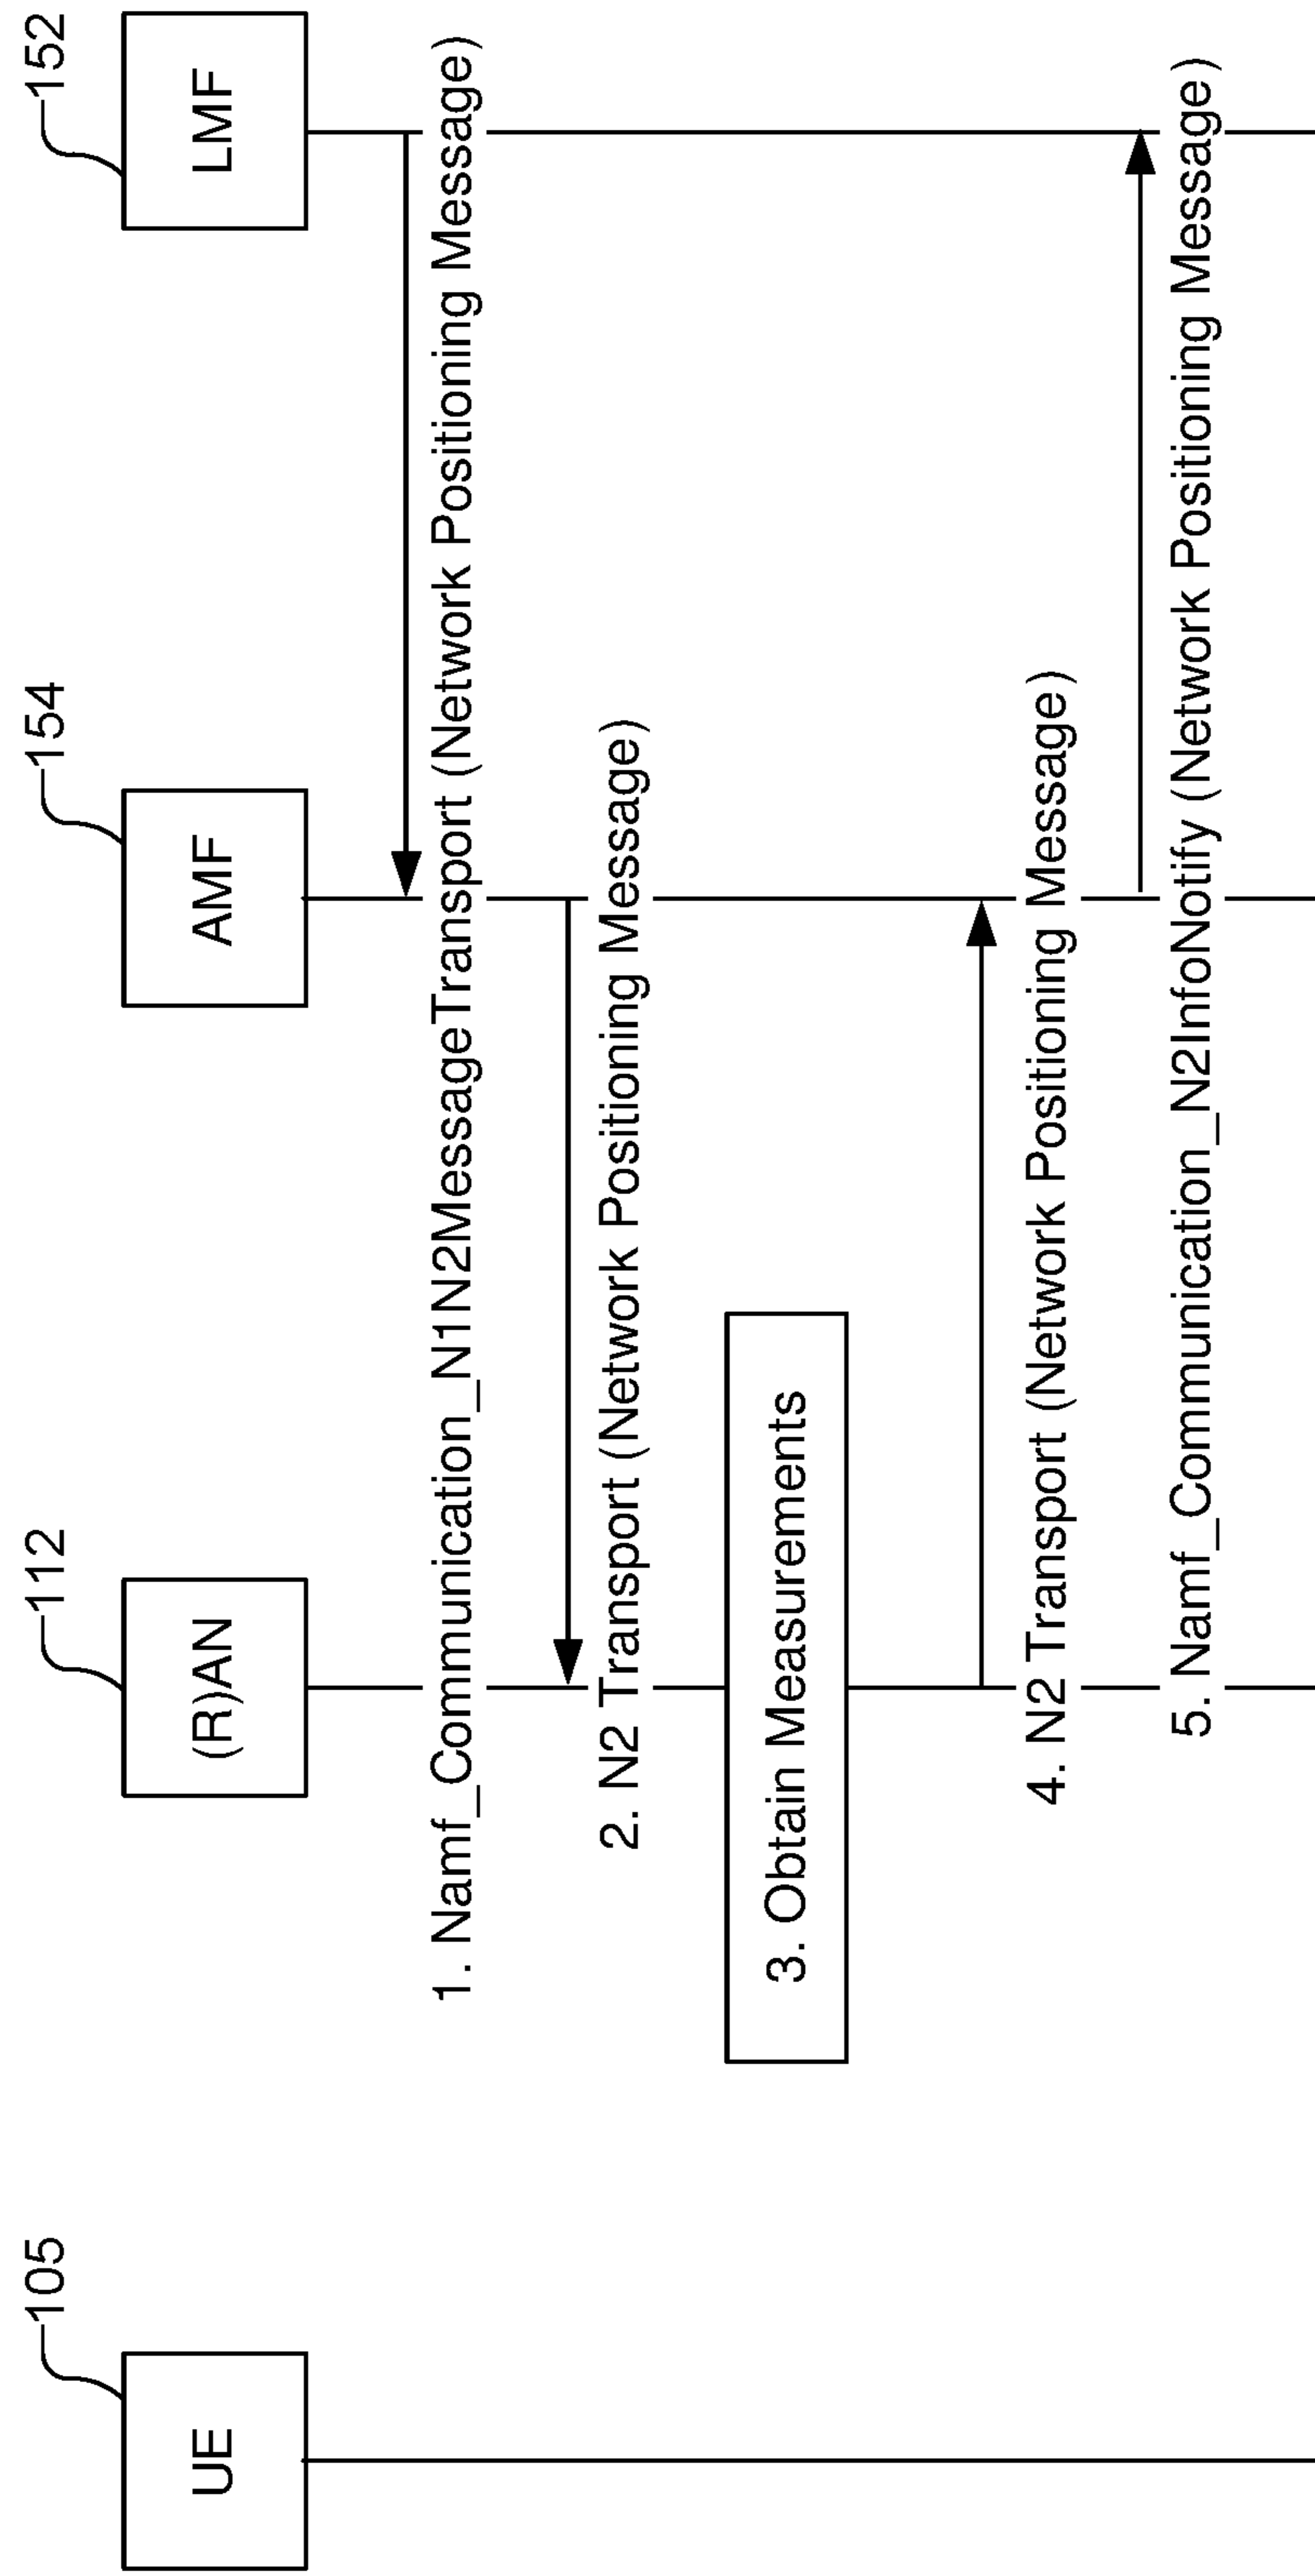 105
112
154
152
UE
(R)AN
AMF
LMF
1. Namf_Communication_N1N2MessageTransport (Network Positioning Message)
2. N2 Transport (Network Positioning Message)
3. Obtain Measurements
4. N2 Transport (Network Positioning Message)
5. Namf_Communication_N2InfoNotify (Network Positioning Message)